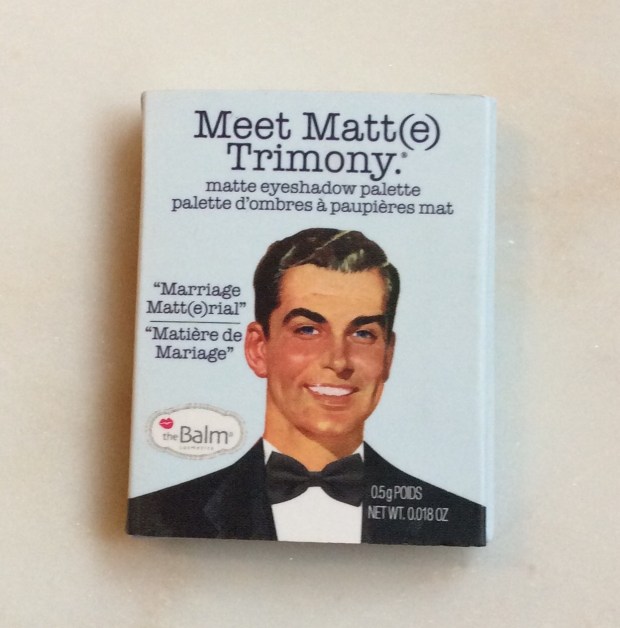 Meet Matt(e)
Trimony.®
matte eyeshadow palette
palette d'ombres à paupières mat
"Marriage
Matt(e)rial"
"Matière de
Mariage"
theBalm®
cosmetics
0.5g POIDS
NET WT. 0.018 OZ